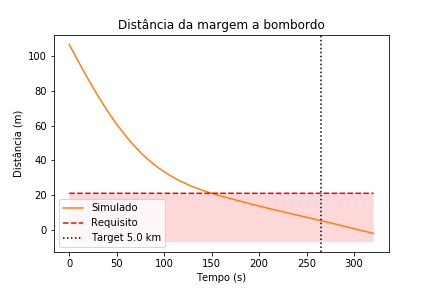 Distância da margem a bombordo
Distância (m)
100
80
60
40
20
0
Simulado
Requisito
Target 5.0 km
0 50 100 150 200 250 300
Tempo (s)